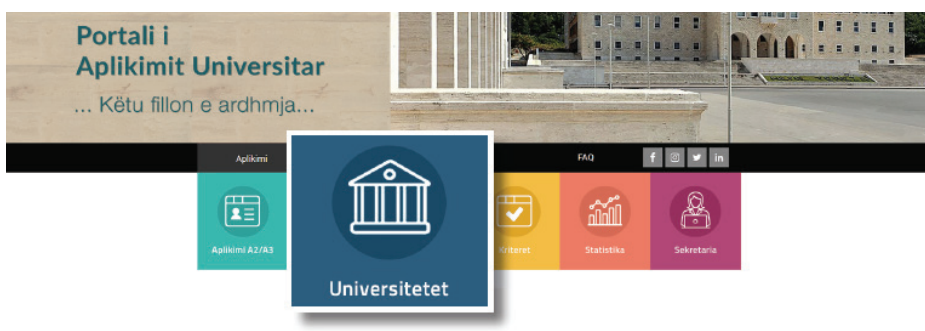 Portali i
Aplikimit Universitar
... Këtu fillon e ardhmja...
Aplikimi
FAQ
f
in
Aplikimi A2/A3
Universitetet
Kriteret
Statistika
Sekretaria